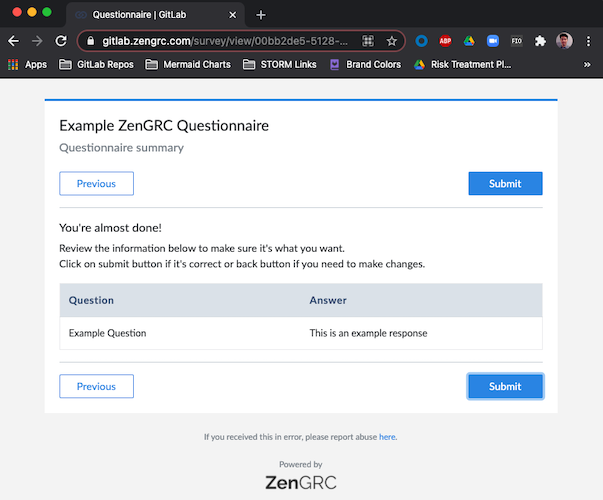 Questionnaire | GitLab
gitlab.zengrc.com/survey/view/00bb2de5-5128-...
ABP
FIO
Apps
GitLab Repos
Mermaid Charts
STORM Links
Brand Colors
Risk Treatment Pl...
»
Example ZenGRC Questionnaire
Questionnaire summary
Previous
Submit
You're almost done!
Review the information below to make sure it's what you want.
Click on submit button if it's correct or back button if you need to make changes.
Question Answer
Example Question This is an example response
Previous
Submit
If you received this in error, please report abuse here.
Powered by
ZenGRC